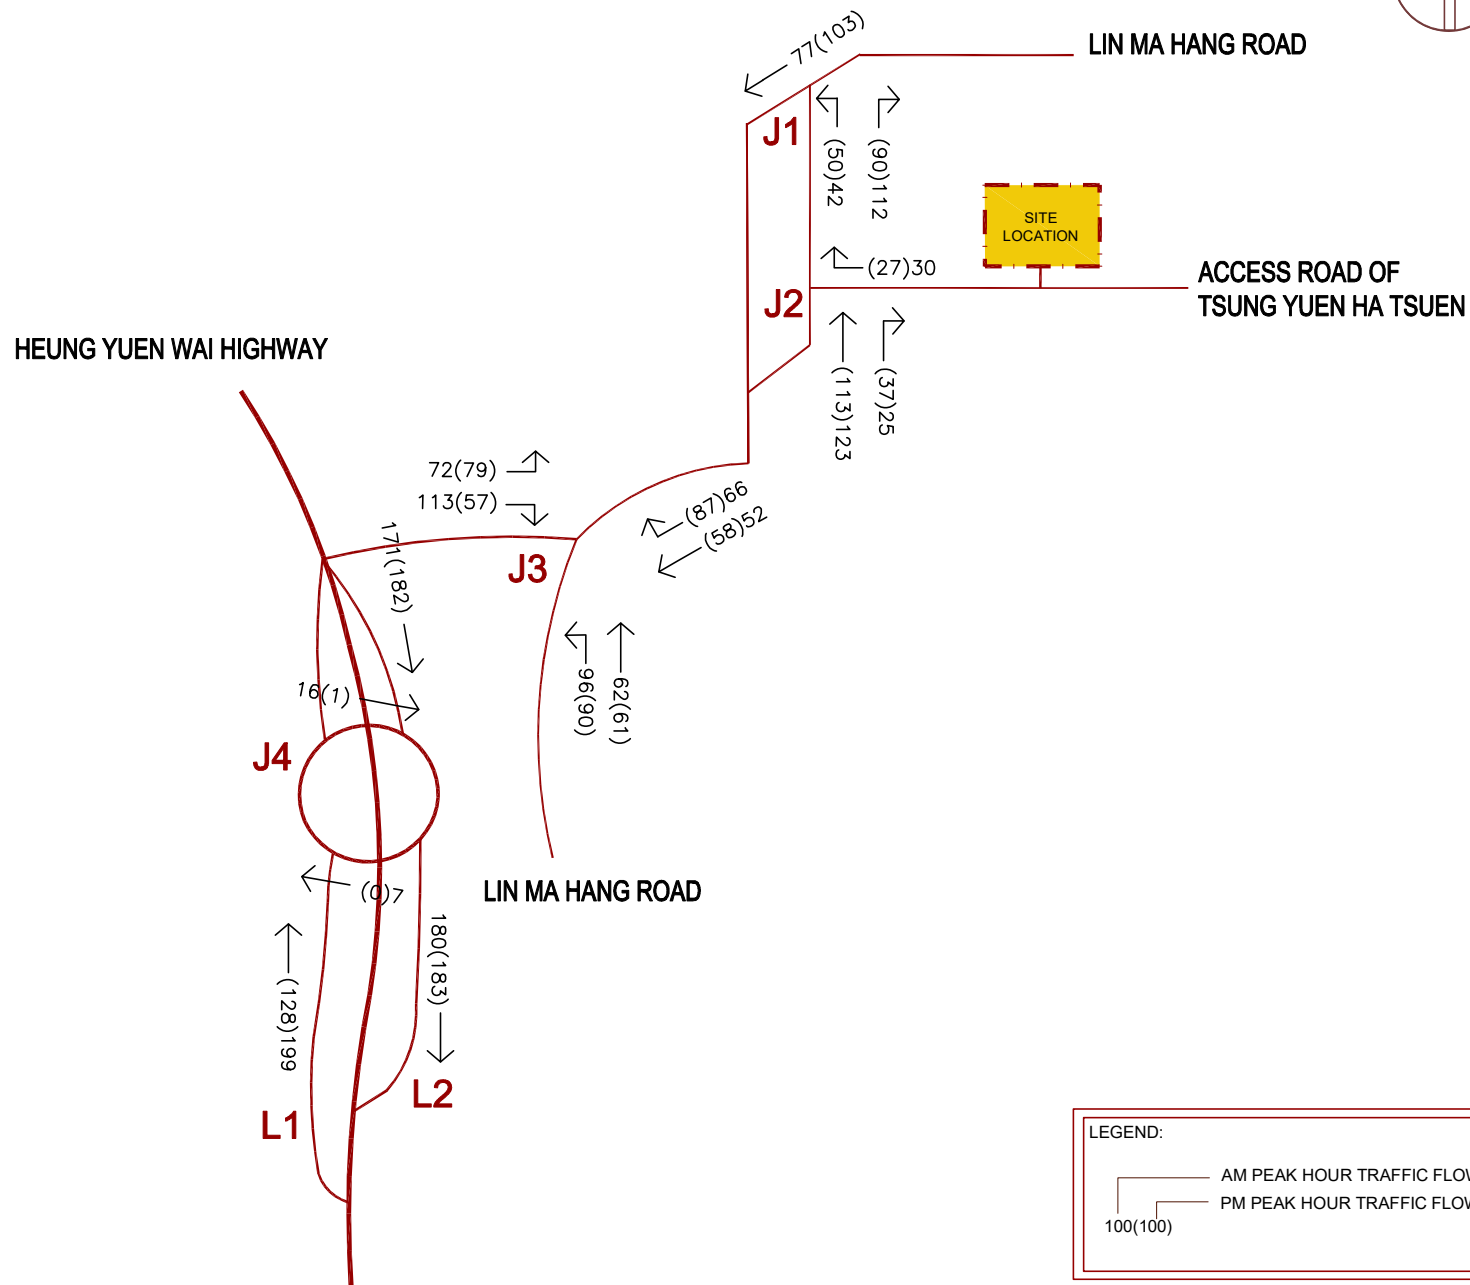 77(103)
LIN MA HANG ROAD
J1
(50)42
(90)112
SITE
LOCATION
(27)30
ACCESS ROAD OF
TSUNG YUEN HA TSUEN
J2
HEUNG YUEN WAI HIGHWAY
(113)123
(37)25
72(79)
113(57)
(87)66
(58)52
171(182)
J3
16(1)
96(90)
62(61)
J4
(0)7
LIN MA HANG ROAD
180(183)
(128)199
L2
L1
LEGEND:
AM PEAK HOUR TRAFFIC FLOW
PM PEAK HOUR TRAFFIC FLOW
100(100)